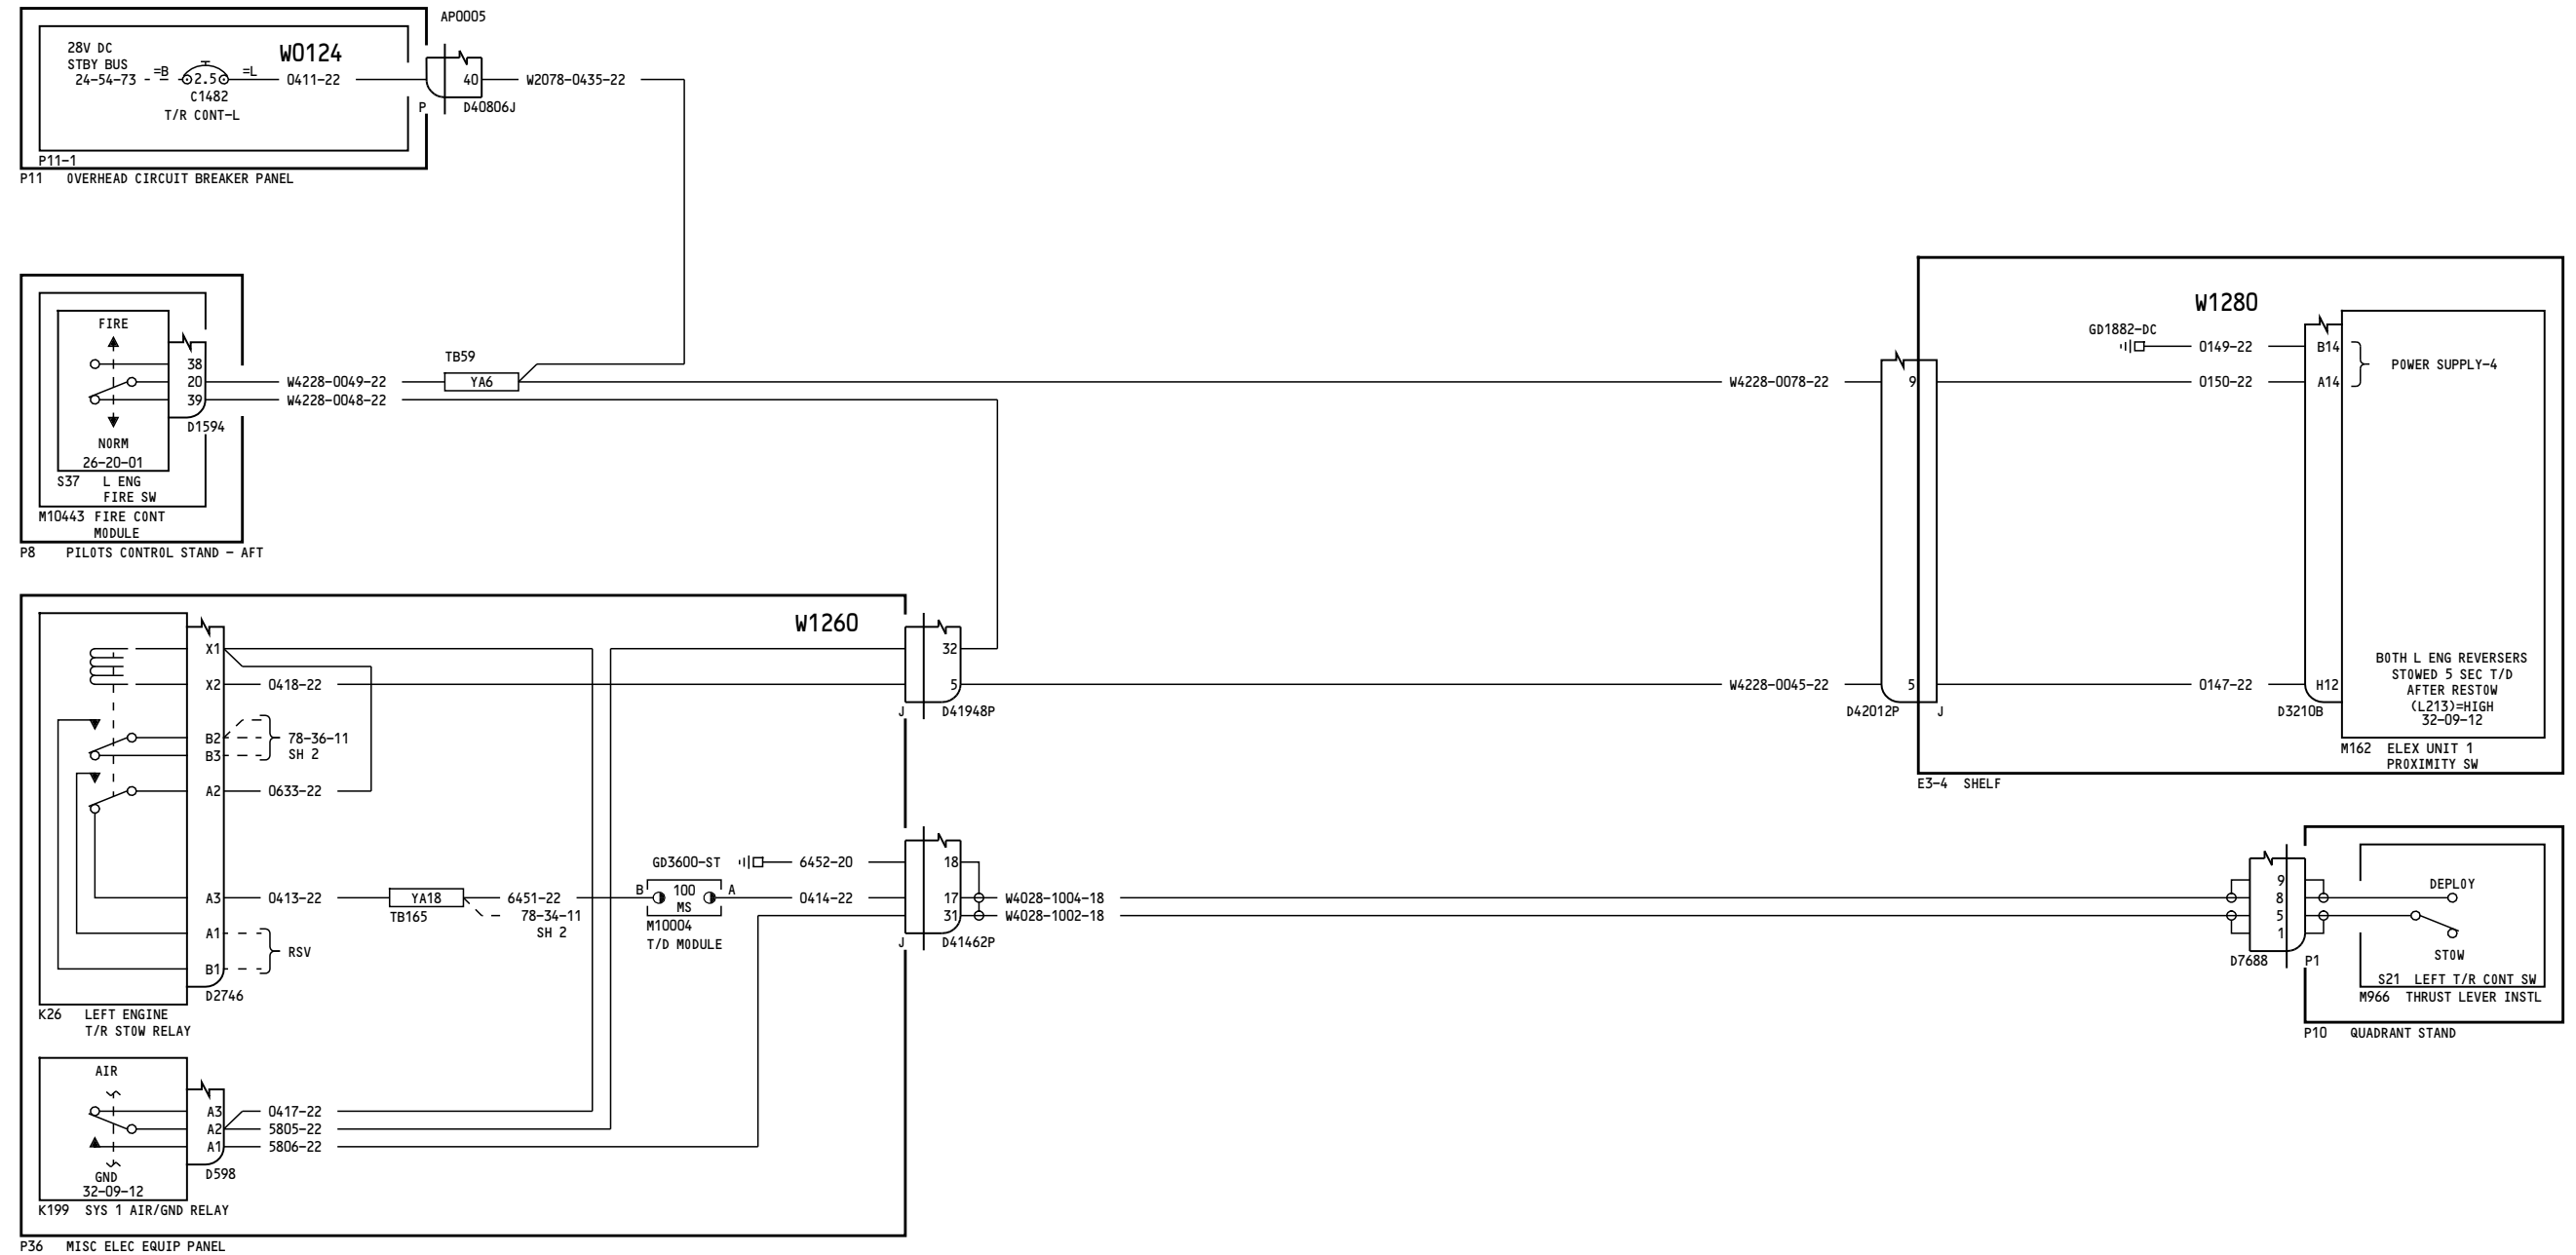 AP0005
28V DC
STBY BUS
24-54-73
=B
2.5
=L
C1482
T/R CONT-L
W0124
0411-22
40
P
D40806J
W2078-0435-22
P11-1
P11 OVERHEAD CIRCUIT BREAKER PANEL
FIRE
38
20
39
D1594
NORM
26-20-01
S37 L ENG
FIRE SW
M10443 FIRE CONT
MODULE
P8 PILOTS CONTROL STAND - AFT
W4228-0049-22
W4228-0048-22
TB59
YA6
W4228-0078-22
9
W4228-0045-22
5
D42012P
J
W1280
GD1882-DC
0149-22
B14
0150-22
A14
POWER SUPPLY-4
0147-22
H12
D3210B
BOTH L ENG REVERSERS
STOWED 5 SEC T/D
AFTER RESTOW
(L213)=HIGH
32-09-12
M162 ELEX UNIT 1
PROXIMITY SW
E3-4 SHELF
W1260
X1
X2
0418-22
B2
B3
78-36-11
SH 2
A2
0633-22
A3
0413-22
YA18
TB165
6451-22
78-34-11
SH 2
A1
B1
RSV
D2746
K26 LEFT ENGINE
T/R STOW RELAY
32
5
J
D41948P
GD3600-ST
6452-20
B
100
MS
A
M10004
T/D MODULE
0414-22
18
17
31
J
D41462P
W4028-1004-18
W4028-1002-18
9
8
5
1
D7688
P1
DEPLOY
STOW
S21 LEFT T/R CONT SW
M966 THRUST LEVER INSTL
P10 QUADRANT STAND
AIR
A3
0417-22
A2
5805-22
A1
5806-22
GND
32-09-12
D598
K199 SYS 1 AIR/GND RELAY
P36 MISC ELEC EQUIP PANEL